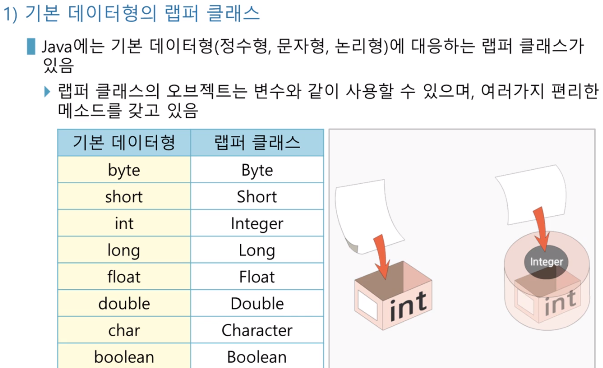 1) 기본 데이터형의 랩퍼 클래스
Java에는 기본 데이터형(정수형, 문자형, 논리형)에 대응하는 랩퍼 클래스가
있음
랩퍼 클래스의 오브젝트는 변수와 같이 사용할 수 있으며, 여러가지 편리한
메소드를 갖고 있음
기본 데이터형 랩퍼 클래스
byte Byte
short Short
int Integer
long Long
float Float
double Double
char Character
boolean Boolean
int
Integer
int